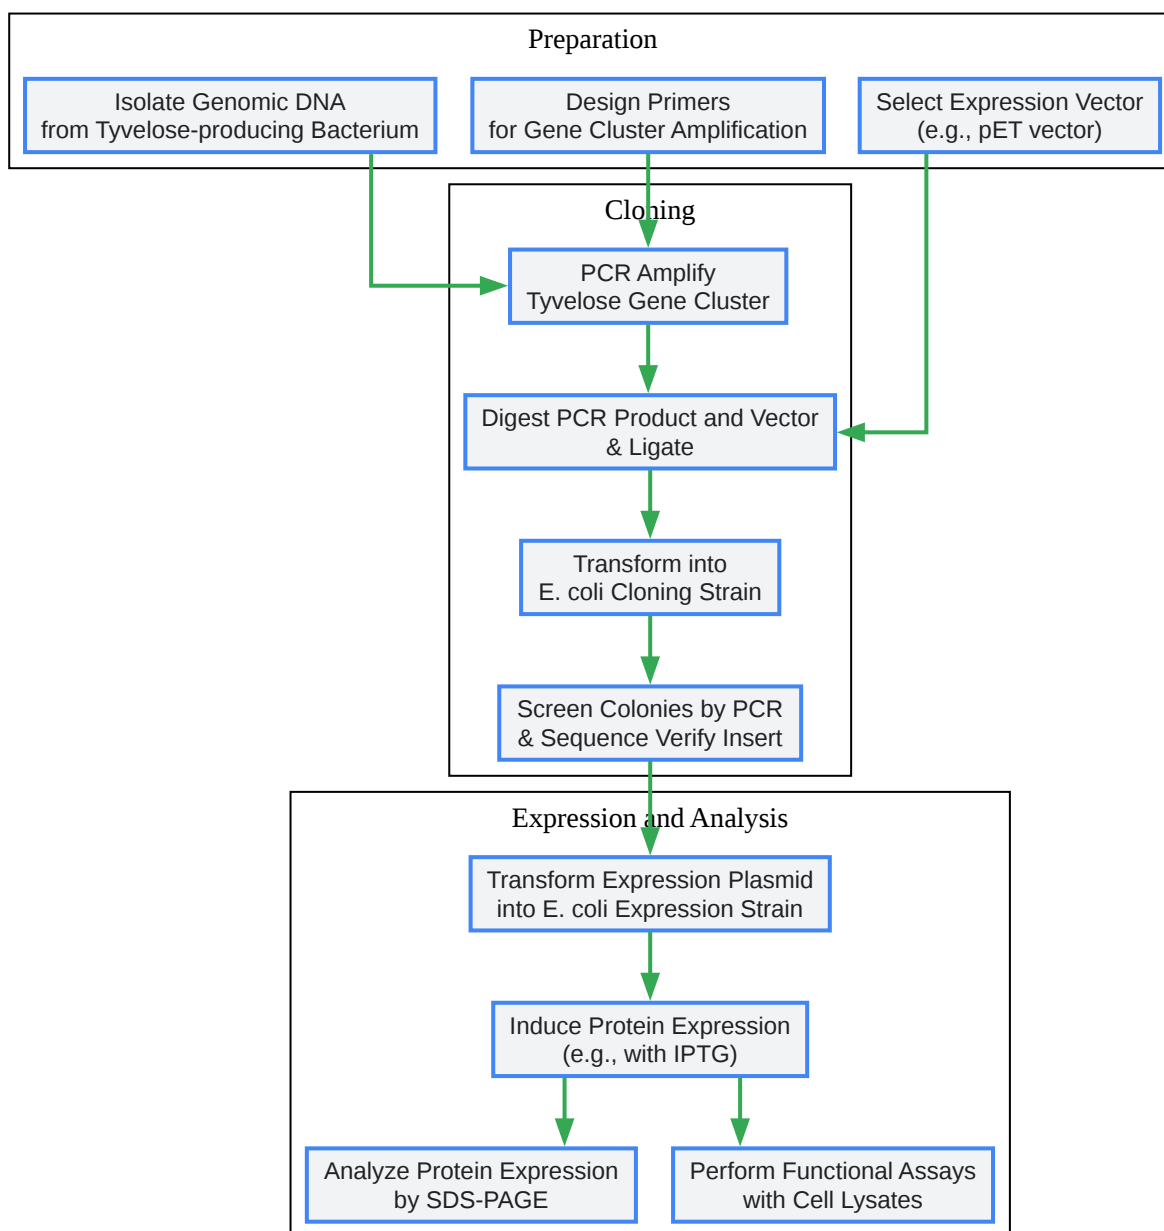 Preparation
Isolate Genomic DNA
from Tyvelose-producing Bacterium
Design Primers
for Gene Cluster Amplification
Select Expression Vector
(e.g., pET vector)
Cloning
PCR Amplify
Tyvelose Gene Cluster
Digest PCR Product and Vector
& Ligate
Transform into
E. coli Cloning Strain
Screen Colonies by PCR
& Sequence Verify Insert
Expression and Analysis
Transform Expression Plasmid
into E. coli Expression Strain
Induce Protein Expression
(e.g., with IPTG)
Analyze Protein Expression
by SDS-PAGE
Perform Functional Assays
with Cell Lysates